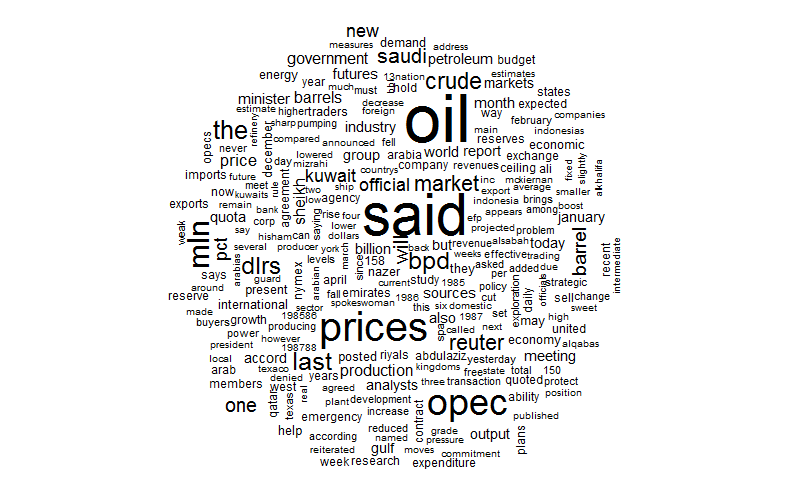 new
measures demand address
government saudi petroleum budget
energy year futures 13nation crude markets estimates
much must hold
minister barrels decrease month expected states
estimate higher traders foreign oil way february companies
opecs the refinery sharp pumping industry main indonesias
never compared announced fell reserves economic
price december lowered group arabia world report exchange
imports future day mizrahi countrys company revenues ceiling ali fixed slightly
now meet rule agreement sheikh kuwait official market inc mckiernan
exports remain kuwaits two ship export average smaller alkhalifa
quota bank low agency said indonesia brings
weak say corp rise four efp appears among boost january
mln several hisham can saying lower dollars projected problem
pct producer york billion will back but revenue alsabah today barrel
says arabias dlrs nymex levels march since 158 bpd they weeks effective trading recent intermediate
around guard arabian nazer current study 1985 asked per added due
reserve present april fall emirates 1986 sources policy exploration daily officials strategic
international sector spokeswoman this cut sell change
made buyers growth 198586 prices also six domestic 1987 set may high sweet
power producing spa called next united
president however last reuter economy alqabas
local 198788 posted riyals abdulaziz yesterday meeting
arab texaco accord production kingdoms free state total 150
members denied west years agreed analysts three transaction quoted protect
qatar real plant development opec ability position
one texas emergency increase contract published
help according reduced named grade output plans
reiterated gulf moves pressure commitment
week research expenditure